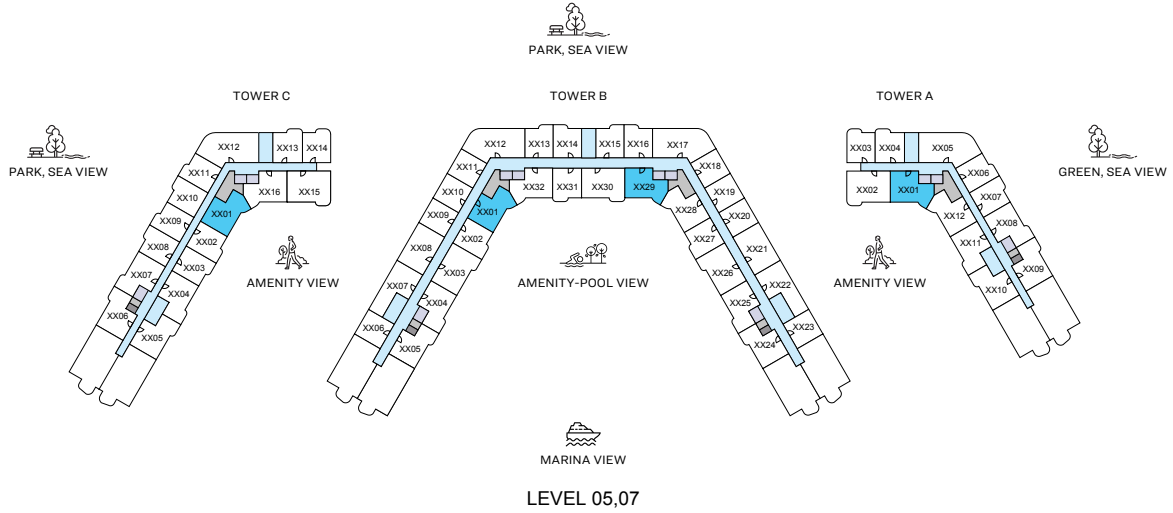 PARK, SEA VIEW
TOWER C
TOWER B
TOWER A
PARK, SEA VIEW
GREEN, SEA VIEW
XX12
XX13
XX14
XX11
XX16
XX15
XX10
XX01
XX09
XX02
XX08
XX03
XX07
XX04
XX06
XX05
AMENITY VIEW
XX12
XX13
XX14
XX15
XX16
XX17
XX11
XX32
XX31
XX30
XX29
XX18
XX10
XX01
XX28
XX19
XX09
XX02
XX27
XX20
XX08
XX03
XX26
XX21
XX07
XX04
XX25
XX22
XX06
XX05
XX24
XX23
AMENITY-POOL VIEW
XX03
XX04
XX05
XX02
XX01
XX06
XX12
XX07
XX11
XX08
XX10
XX09
AMENITY VIEW
MARINA VIEW
LEVEL 05,07